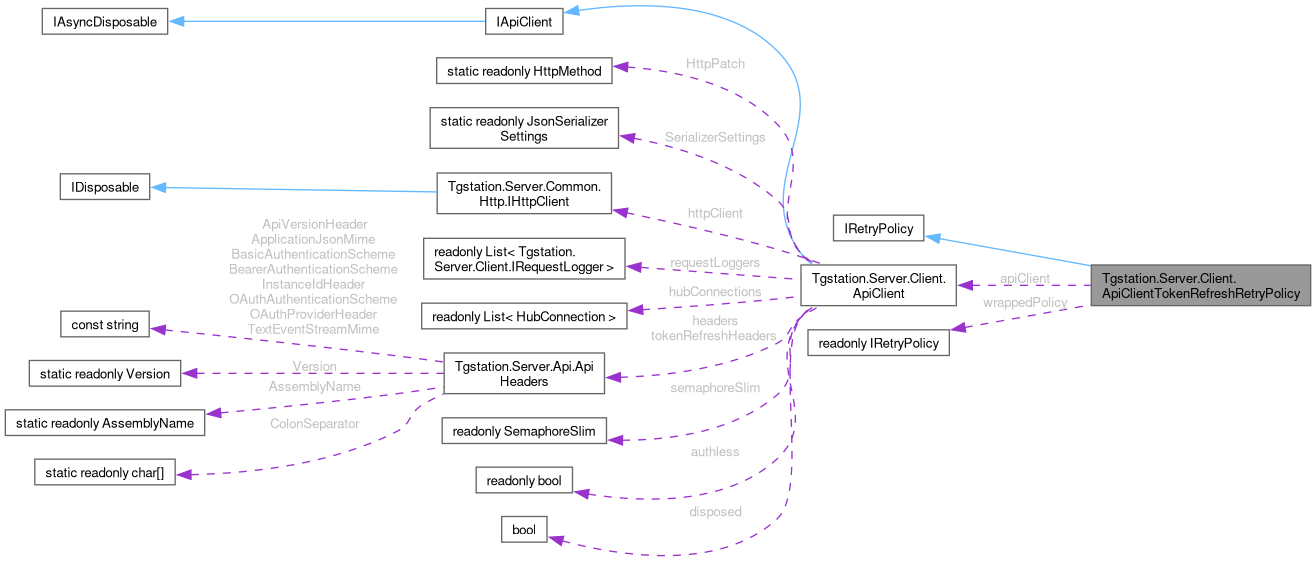 IAsyncDisposable
IApiClient
static readonly HttpMethod
HttpPatch
static readonly JsonSerializer
Settings
SerializerSettings
IDisposable
Tgstation.Server.Common.
Http.IHttpClient
httpClient
ApiVersionHeader
ApplicationJsonMime
BasicAuthenticationScheme
BearerAuthenticationScheme
InstanceIdHeader
OAuthAuthenticationScheme
OAuthProviderHeader
TextEventStreamMime
readonly List< Tgstation.
Server.Client.IRequestLogger >
requestLoggers
IRetryPolicy
Tgstation.Server.Client.
ApiClient
apiClient
Tgstation.Server.Client.
ApiClientTokenRefreshRetryPolicy
wrappedPolicy
readonly List< HubConnection >
hubConnections
const string
headers
tokenRefreshHeaders
readonly IRetryPolicy
static readonly Version
Version
Tgstation.Server.Api.Api
Headers
AssemblyName
semaphoreSlim
static readonly AssemblyName
ColonSeparator
readonly SemaphoreSlim
authless
static readonly char[]
readonly bool
disposed
bool